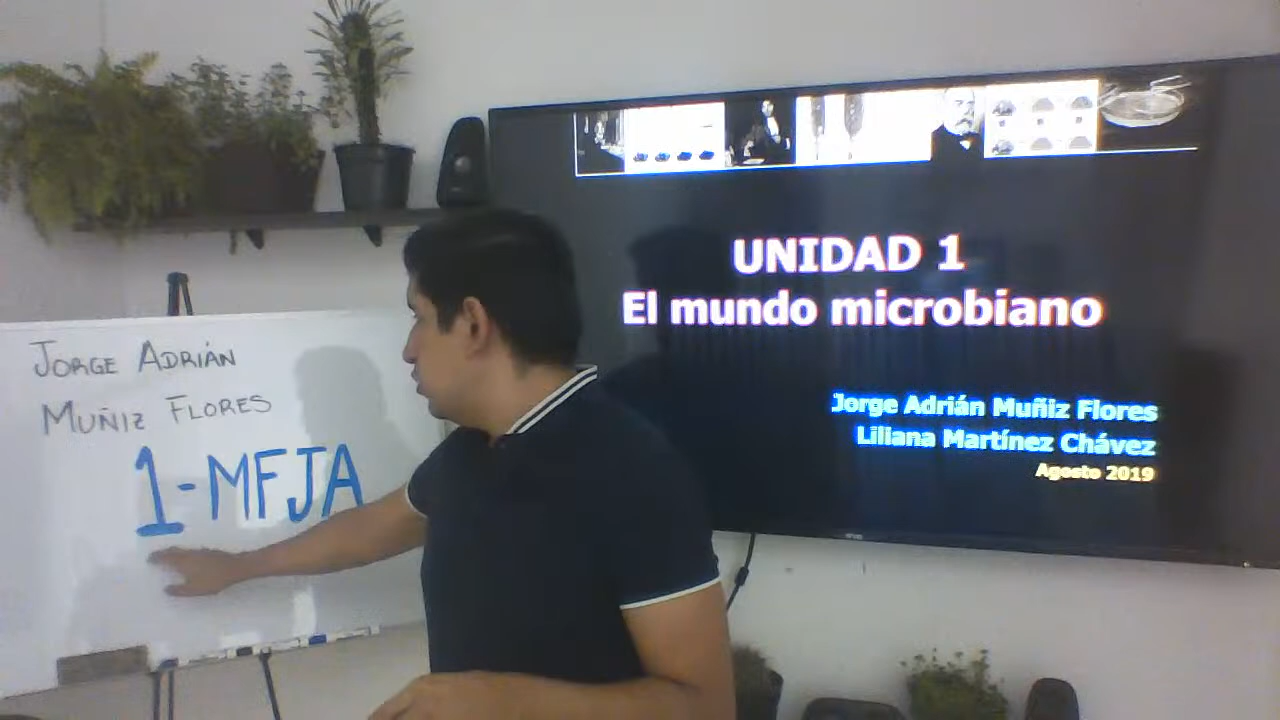 JORGE ADRIÁN
MUÑIZ FLORES
1-MFJA
UNIDAD 1
El mundo microbiano
Jorge Adrián Muñiz Flores
Liliana Martínez Chávez
Agosto 2019